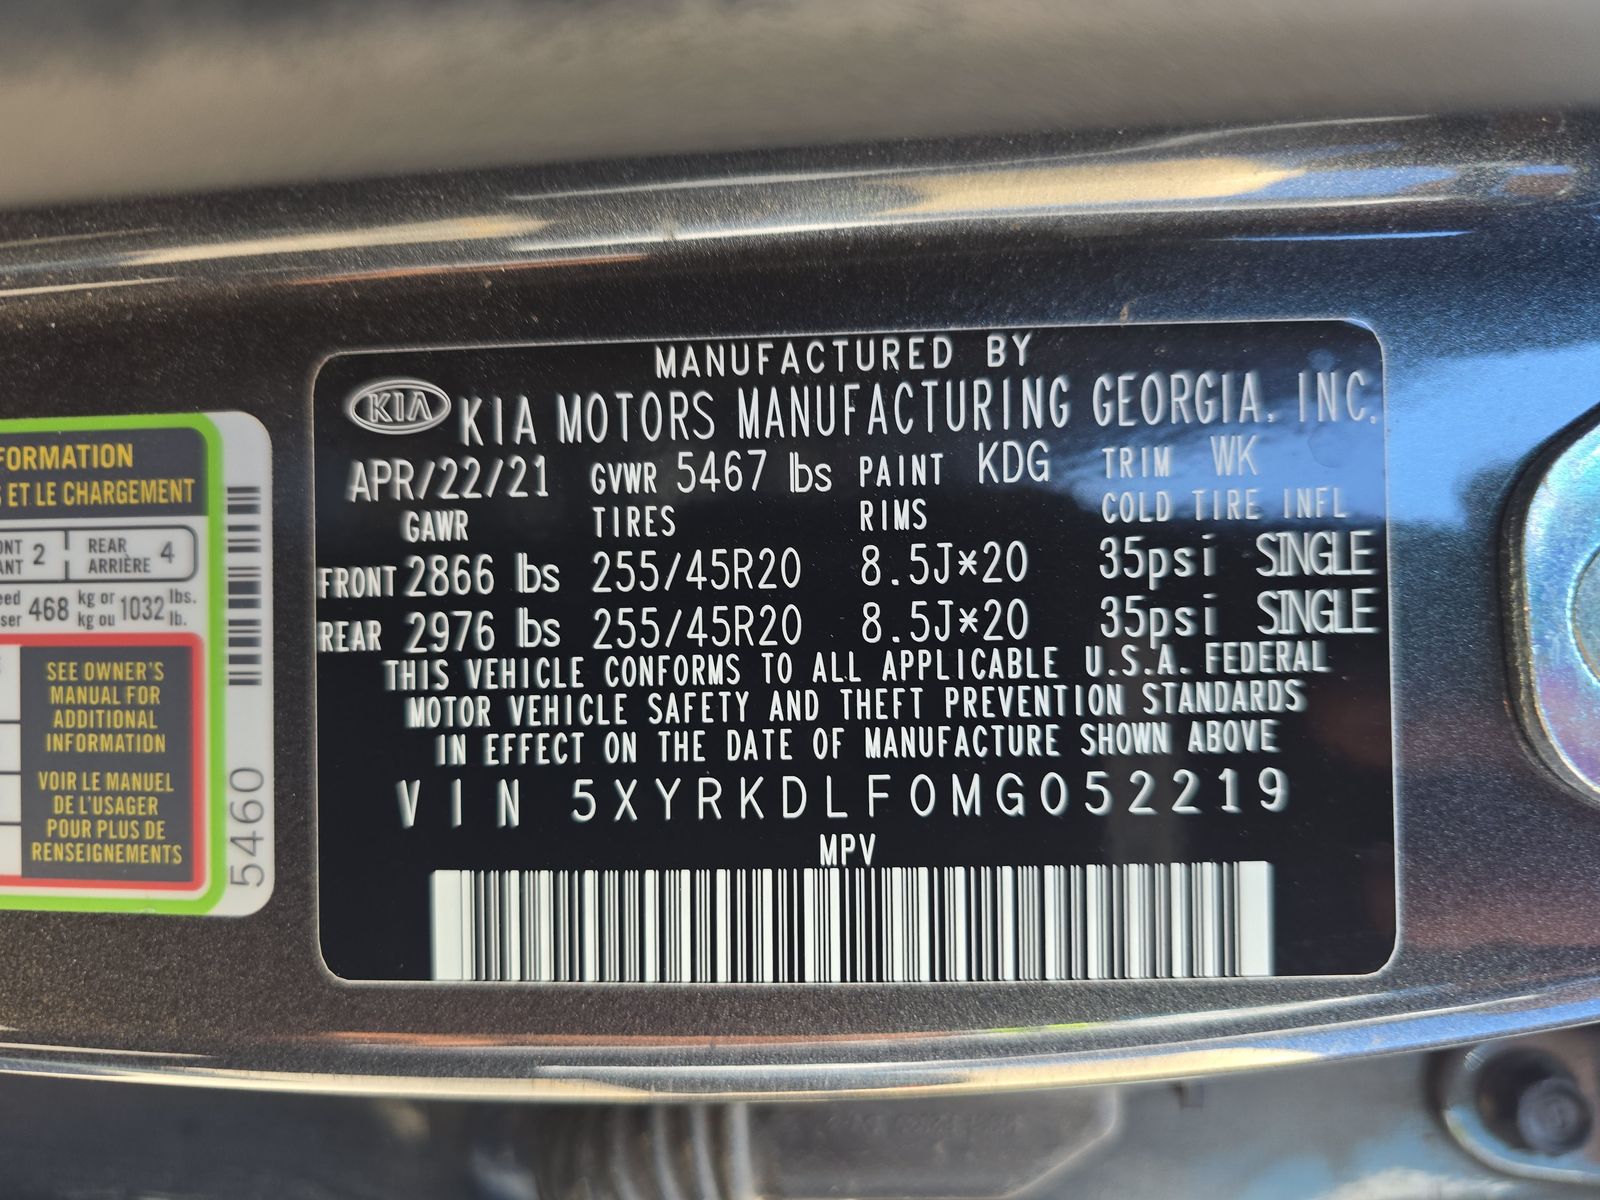 FORMATION
ET LE CHARGEMENT
2 REAR ARRIÈRE 4
468 kg or kg ou 1032 lbs. lb.
SEE OWNER'S
MANUAL FOR
ADDITIONAL
INFORMATION
VOIR LE MANUEL
DE L'USAGER
POUR PLUS DE
RENSEIGNEMENTS
5460
MANUFACTURED BY
KIA KIA MOTORS MANUFACTURING GEORGIA, INC.
APR/22/21 GVWR 5467 lbs PAINT KDG TRIM WK
GAWR TIRES RIMS COLD TIRE INFL
FRONT 2866 lbs 255/45R20 8.5J*20 35psi SINGLE
REAR 2976 lbs 255/45R20 8.5J*20 35psi SINGLE
THIS VEHICLE CONFORMS TO ALL APPLICABLE U.S.A. FEDERAL
MOTOR VEHICLE SAFETY AND THEFT PREVENTION STANDARDS
IN EFFECT ON THE DATE OF MANUFACTURE SHOWN ABOVE
VIN 5XYRKDLF0MG052219
MPV